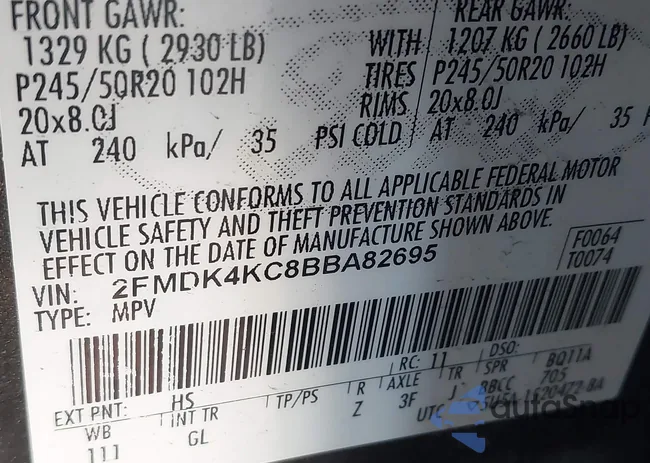 FRONT GAWR: REAR GAWR:
1329 KG ( 2930 LB) WITH 1207 KG ( 2660 LB)
P245/50R20 102H TIRES P245/50R20 102H
20x8.0J RIMS 20x8.0J
AT 240 kPa/ 35 PSI COLD AT 240 kPa/ 35
THIS VEHICLE CONFORMS TO ALL APPLICABLE FEDERAL MOTOR
VEHICLE SAFETY AND THEFT PREVENTION STANDARDS IN
EFFECT ON THE DATE OF MANUFACTURE SHOWN ABOVE.
VIN: 2FMDK4KC8BBA82695 F0064
TYPE: MPV T0074
EXT PNT: HS RC: 11 DSO:
WB INT TR TP/PS R AXLE TR SPR BQ11A
111 GL Z 3F J BBCC 705
UTC
autoSnap